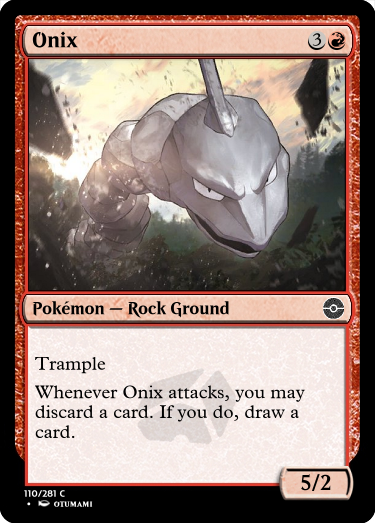 Onix 3
Pokémon — Rock Ground
Trample
Whenever Onix attacks, you may
discard a card. If you do, draw a
card.
5/2
110/281 C
• OTUMAMI